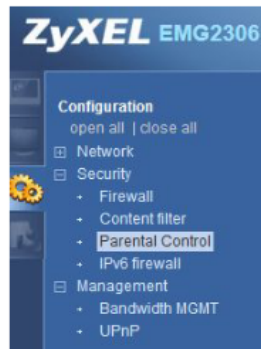 ZyXEL EMG2306
Configuration
open all | close all
Network
Security
Firewall
Content filter
Parental Control
IPv6 firewall
Management
Bandwidth MGMT
UPnP